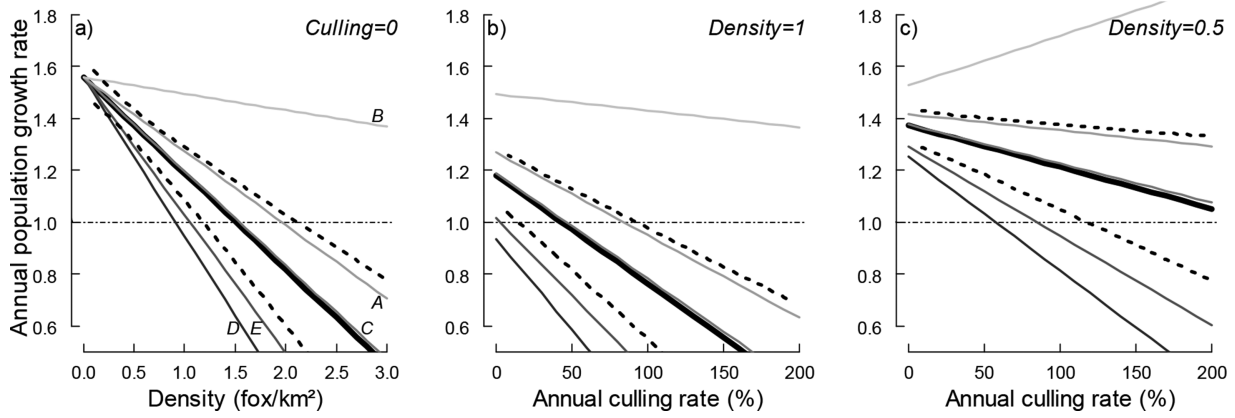 a) Culling=0
1.8
1.6
1.4
1.2
1.0
0.8
0.6
B
A
D E C
0.0 0.5 1.0 1.5 2.0 2.5 3.0
Density (fox/km²)
Annual population growth rate
b) Density=1
1.8
1.6
1.4
1.2
1.0
0.8
0.6
0 50 100 150 200
Annual culling rate (%)
c) Density=0.5
1.8
1.6
1.4
1.2
1.0
0.8
0.6
0 50 100 150 200
Annual culling rate (%)